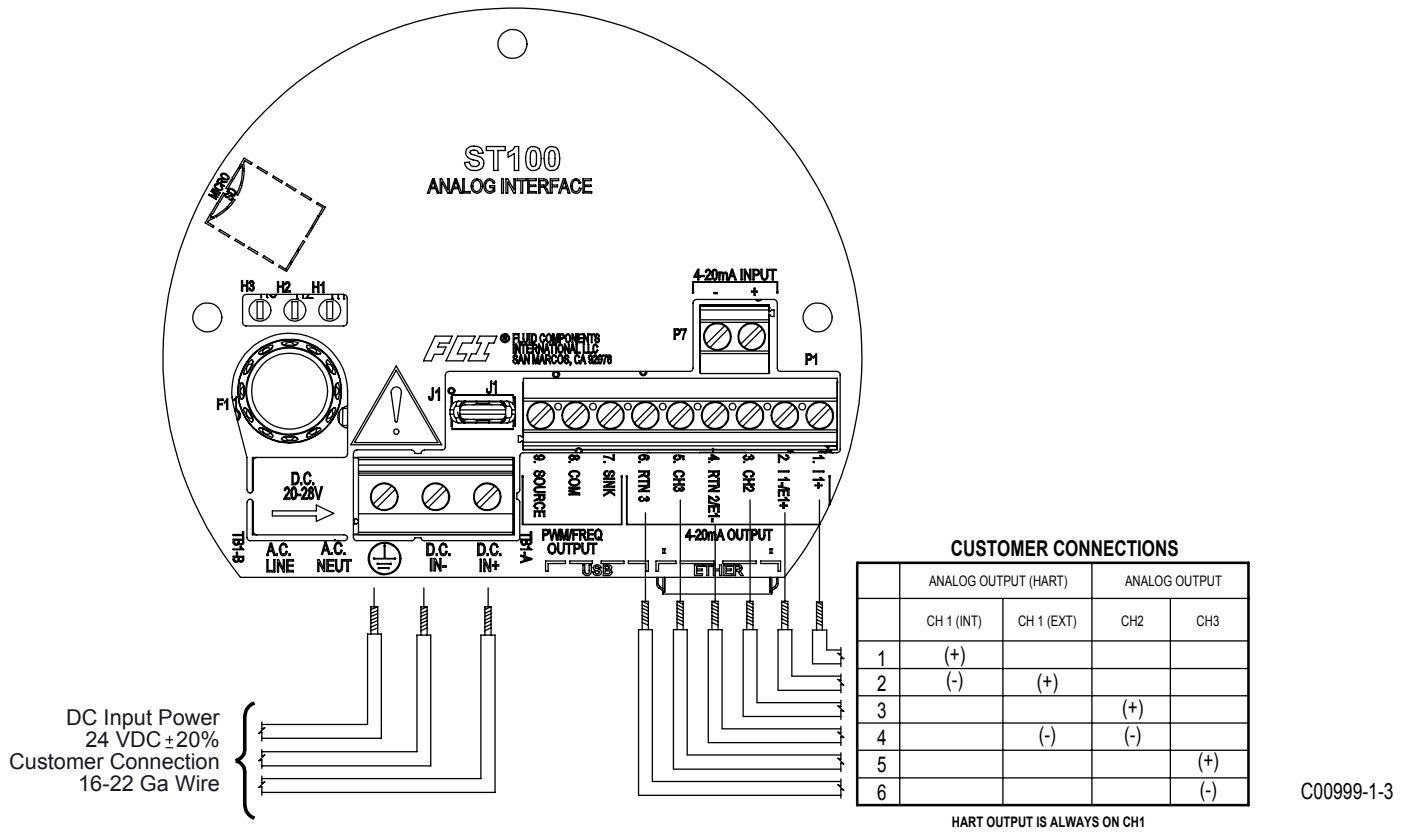 ST100
ANALOG INTERFACE
MICRO
SD
H3 H2 H1
4-20mA INPUT
- +
P7
P1
FCI ® FLUID COMPONENTS
INTERNATIONAL LLC
SAN MARCOS, CA 92078
J1 J1
F1
D.C.
20-28V
TB1-B
A.C.
LINE
A.C.
NEUT
D.C.
IN-
D.C.
IN+
TB1-A
9. SOURCE
8. COM
7. SINK
6. RTN 3
5. CH3
4. RTN 2/E1-
3. CH2
2. I1-/E1+
1. I1+
PWM/FREQ
OUTPUT
4-20mA OUTPUT
USB
ETHER
DC Input Power
24 VDC ±20%
Customer Connection
16-22 Ga Wire
CUSTOMER CONNECTIONS
ANALOG OUTPUT (HART) ANALOG OUTPUT
CH 1 (INT) CH 1 (EXT) CH2 CH3
1 (+)
2 (-) (+)
3 (+)
4 (-) (-)
5 (+)
6 (-)
HART OUTPUT IS ALWAYS ON CH1
C00999-1-3